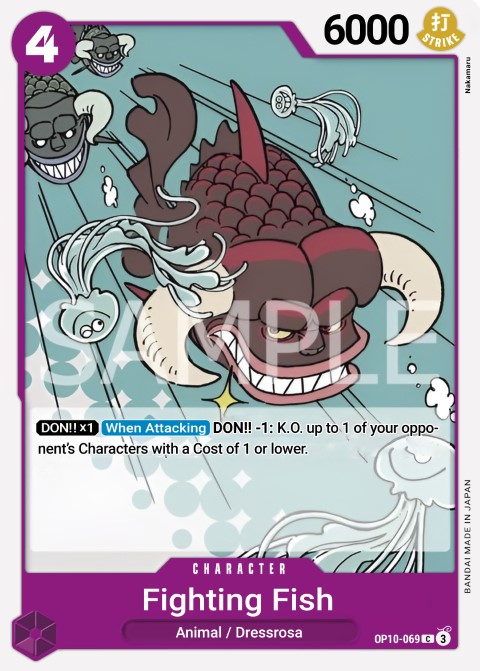 4
6000
打
STRIKE
Nakamaru
SAMPLE
DON!!×1 When Attacking DON!! -1: K.O. up to 1 of your oppo-
nent's Characters with a Cost of 1 or lower.
BANDAI MADE IN JAPAN
CHARACTER
Fighting Fish
Animal / Dressrosa
OP10-069 C 3